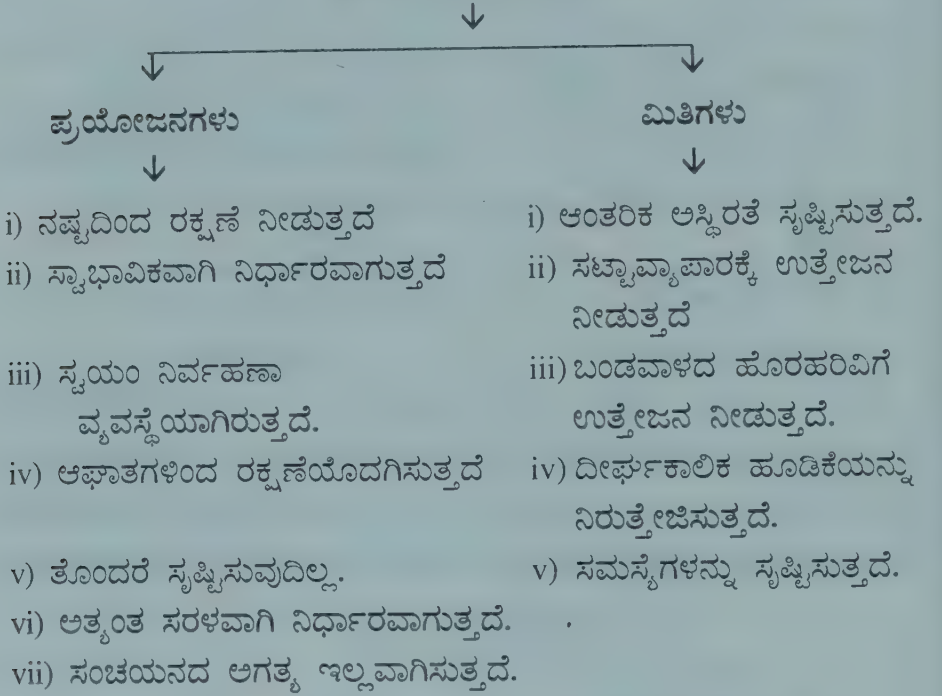 ಪ್ರಯೋಜನಗಳು
i) ನಷ್ಟದಿಂದ ರಕ್ಷಣೆ ನೀಡುತ್ತದೆ
ii) ಸ್ವಾಭಾವಿಕವಾಗಿ ನಿರ್ಧಾರವಾಗುತ್ತದೆ
iii) ಸ್ವಯಂ ನಿರ್ವಹಣಾ
ವ್ಯವಸ್ಥೆಯಾಗಿರುತ್ತದೆ.
iv) ಆಘಾತಗಳಿಂದ ರಕ್ಷಣೆಯೊದಗಿಸುತ್ತದೆ
v) ತೊಂದರೆ ಸೃಷ್ಟಿಸುವುದಿಲ್ಲ.
vi) ಅತ್ಯಂತ ಸರಳವಾಗಿ ನಿರ್ಧಾರವಾಗುತ್ತದೆ.
vii) ಸಂಚಯನದ ಅಗತ್ಯ ಇಲ್ಲವಾಗಿಸುತ್ತದೆ.
ಮಿತಿಗಳು
i) ಆಂತರಿಕ ಅಸ್ಥಿರತೆ ಸೃಷ್ಟಿಸುತ್ತದೆ.
ii) ಸಟ್ಟಾವ್ಯಾಪಾರಕ್ಕೆ ಉತ್ತೇಜನ
ನೀಡುತ್ತದೆ
iii) ಬಂಡವಾಳದ ಹೊರಹರಿವಿಗೆ
ಉತ್ತೇಜನ ನೀಡುತ್ತದೆ.
iv) ದೀರ್ಘಕಾಲಿಕ ಹೂಡಿಕೆಯನ್ನು
ನಿರುತ್ತೇಜಿಸುತ್ತದೆ.
v) ಸಮಸ್ಯೆಗಳನ್ನು ಸೃಷ್ಟಿಸುತ್ತದೆ.